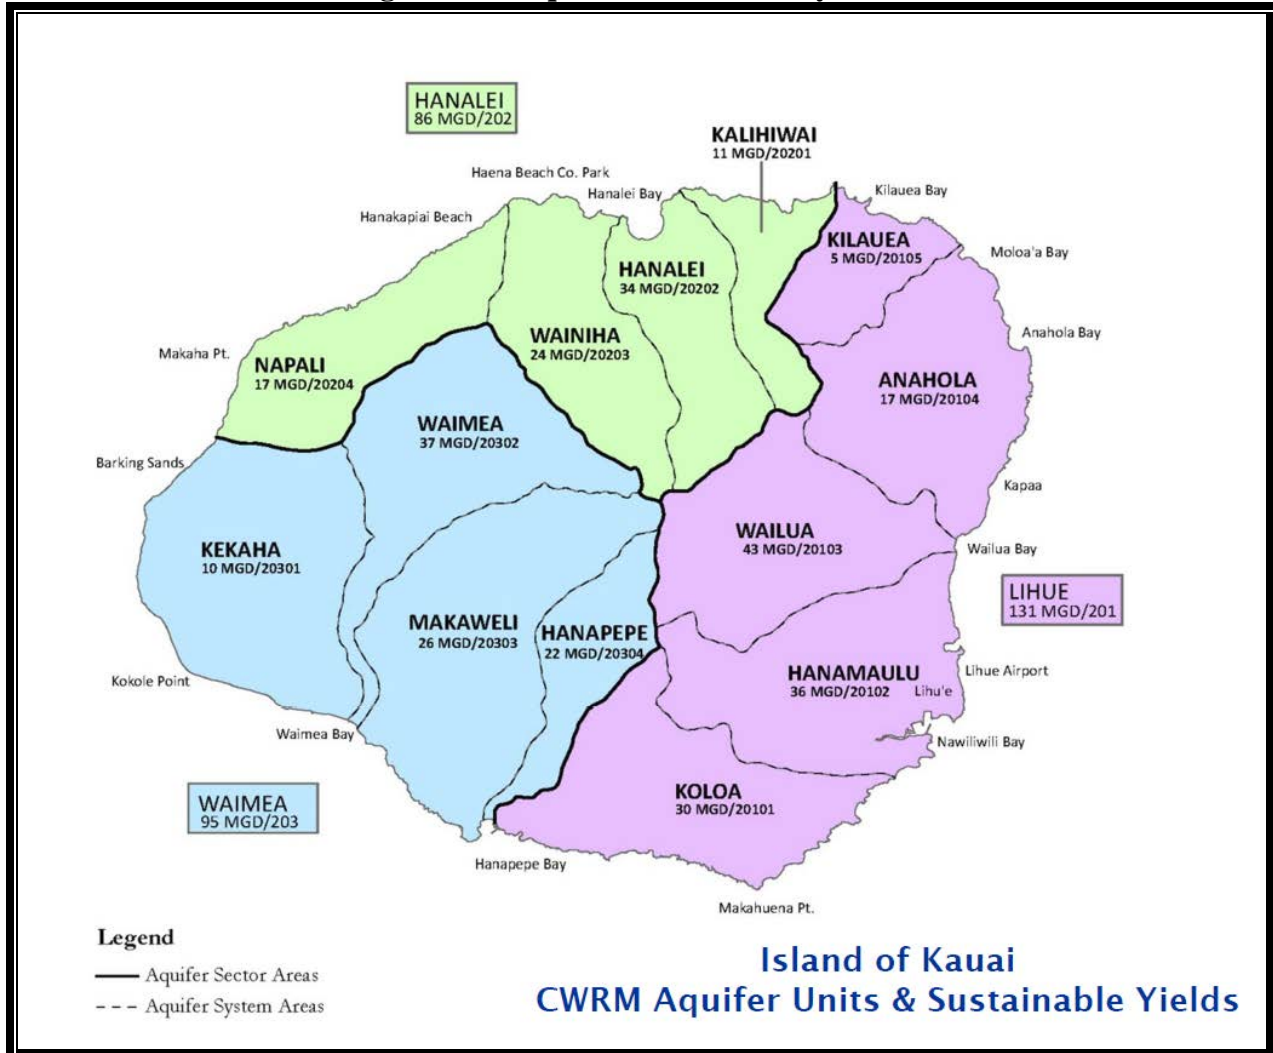 HANALEI
86 MGD/202
KALIHIWAI
11 MGD/20201
Haena Beach Co. Park
Hanalei Bay
Kilauea Bay
Hanakapiai Beach
KILAUEA
5 MGD/20105
Moloa'a Bay
HANALEI
34 MGD/20202
Anahola Bay
WAINIHA
24 MGD/20203
Makaha Pt.
NAPALI
17 MGD/20204
ANAHOLA
17 MGD/20104
WAIMEA
37 MGD/20302
Barking Sands
Kapaa
WAILUA
43 MGD/20103
KEKAHA
10 MGD/20301
Wailua Bay
LIHUE
131 MGD/201
MAKAWELI
26 MGD/20303
HANAPEPE
22 MGD/20304
HANAMAULU
36 MGD/20102
Lihu'e
Lihue Airport
Kokole Point
Waimea Bay
Nawiliwili Bay
KOLOA
30 MGD/20101
WAIMEA
95 MGD/203
Hanapepe Bay
Makahuena Pt.
Legend
Aquifer Sector Areas
Aquifer System Areas
Island of Kauai
CWRM Aquifer Units & Sustainable Yields